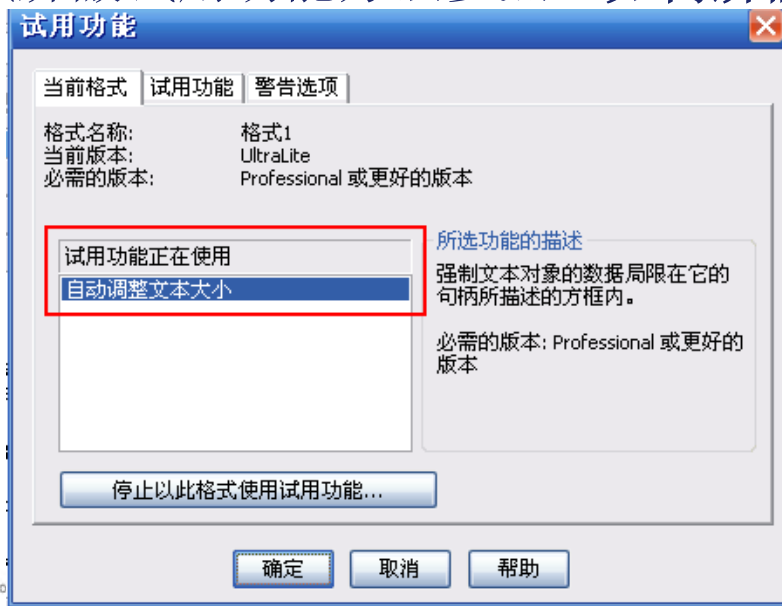 试用功能
当前格式 试用功能 警告选项
格式名称: 格式1
当前版本: UltraLite
必需的版本: Professional 或更好的版本
试用功能正在使用
自动调整文本大小
所选功能的描述
强制文本对象的数据局限在它的
句柄所描述的方框内。
必需的版本: Professional 或更好的
版本
停止以此格式使用试用功能...
确定 取消 帮助